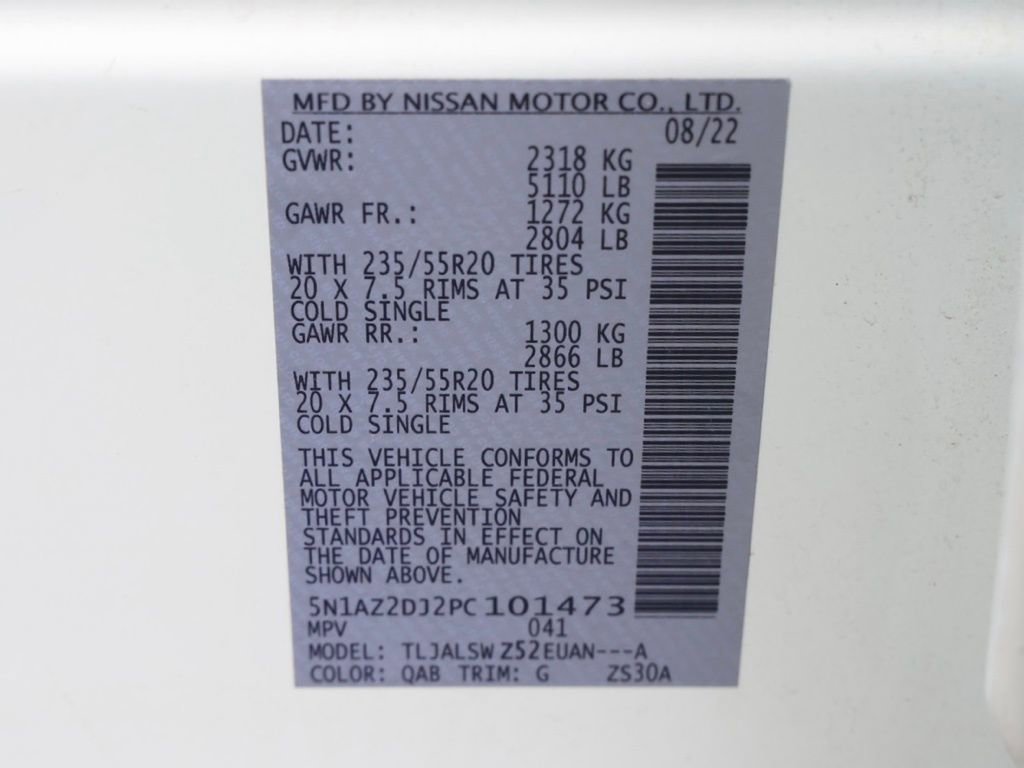 MFD BY NISSAN MOTOR CO., LTD.
DATE: 08/22
GVWR: 2318 KG
5110 LB
GAWR FR.: 1272 KG
2804 LB
WITH 235/55R20 TIRES
20 X 7.5 RIMS AT 35 PSI
COLD SINGLE
GAWR RR.: 1300 KG
2866 LB
WITH 235/55R20 TIRES
20 X 7.5 RIMS AT 35 PSI
COLD SINGLE
THIS VEHICLE CONFORMS TO
ALL APPLICABLE FEDERAL
MOTOR VEHICLE SAFETY AND
THEFT PREVENTION
STANDARDS IN EFFECT ON
THE DATE OF MANUFACTURE
SHOWN ABOVE.
5N1AZ2DJ2PC101473
MPV 041
MODEL: TLJALSWZ52EUAN---A
COLOR: QAB TRIM: G ZS30A